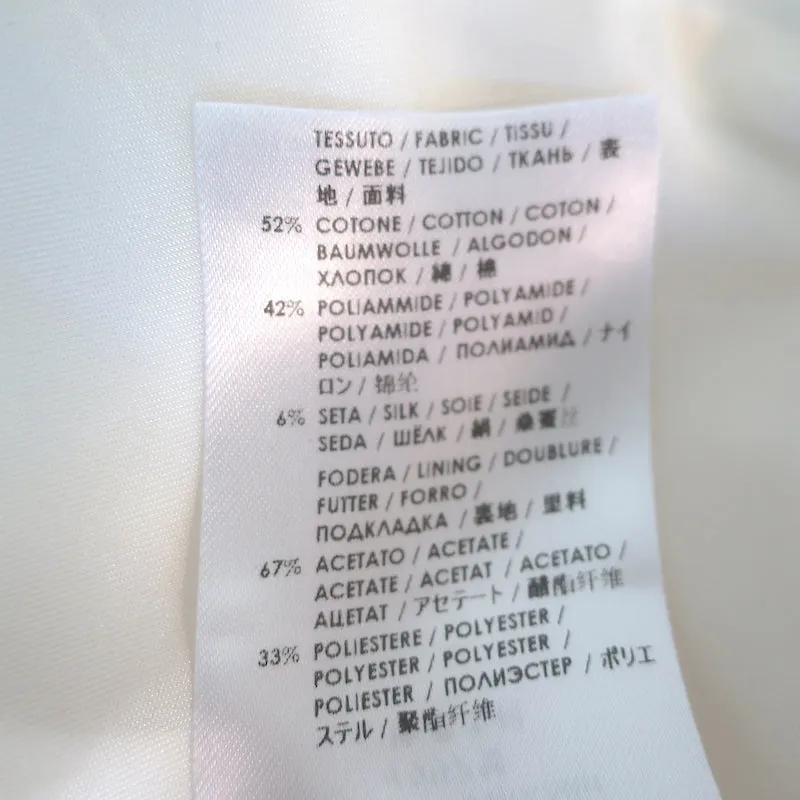 TESSUTO / FABRIC / TISSU /
GEWEBE / TEJIDO / ТКАНЬ / 表
地 / 面料
52% COTONE / COTTON / COTON /
BAUMWOLLE / ALGODON /
ХЛОПОК / 綿 / 棉
42% POLIAMMIDE / POLYAMIDE /
POLYAMIDE / POLYAMID /
POLIAMIDA / ПОЛИАМИД / ナイ
ロン / 锦纶
6% SETA / SILK / SOIE / SEIDE /
SEDA / ШЁЛК / 絹 / 桑蚕丝
FODERA / LINING / DOUBLURE /
FUTTER / FORRO /
ПОДКЛАДКА / 裏地 / 里料
67% ACETATO / ACETATE /
ACETATE / ACETAT / ACETATO /
АЦЕТАТ / アセテート / 醋酯纤维
33% POLIESTERE / POLYESTER /
POLYESTER / POLYESTER /
POLIESTER / ПОЛИЭСТЕР / ポリエ
ステル / 聚酯纤维